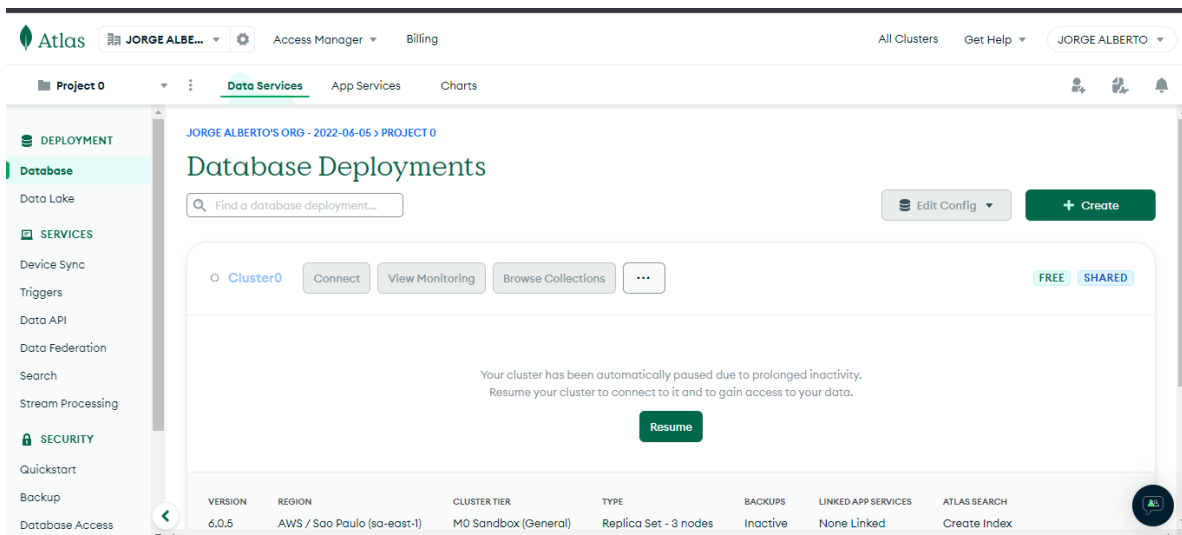 Atlas JORGE ALBE... Access Manager Billing All Clusters Get Help JORGE ALBERTO
Project 0 Data Services App Services Charts
DEPLOYMENT
Database
Data Lake
SERVICES
Device Sync
Triggers
Data API
Data Federation
Search
Stream Processing
SECURITY
Quickstart
Backup
Database Access
JORGE ALBERTO'S ORG - 2022-06-05 > PROJECT 0
Database Deployments
Find a database deployment...
Edit Config
+ Create
Cluster0 Connect View Monitoring Browse Collections ... FREE SHARED
Your cluster has been automatically paused due to prolonged inactivity.
Resume your cluster to connect to it and to gain access to your data.
Resume
VERSION REGION CLUSTER TIER TYPE BACKUPS LINKED APP SERVICES ATLAS SEARCH
6.0.5 AWS / Sao Paulo (sa-east-1) M0 Sandbox (General) Replica Set - 3 nodes Inactive None Linked Create Index